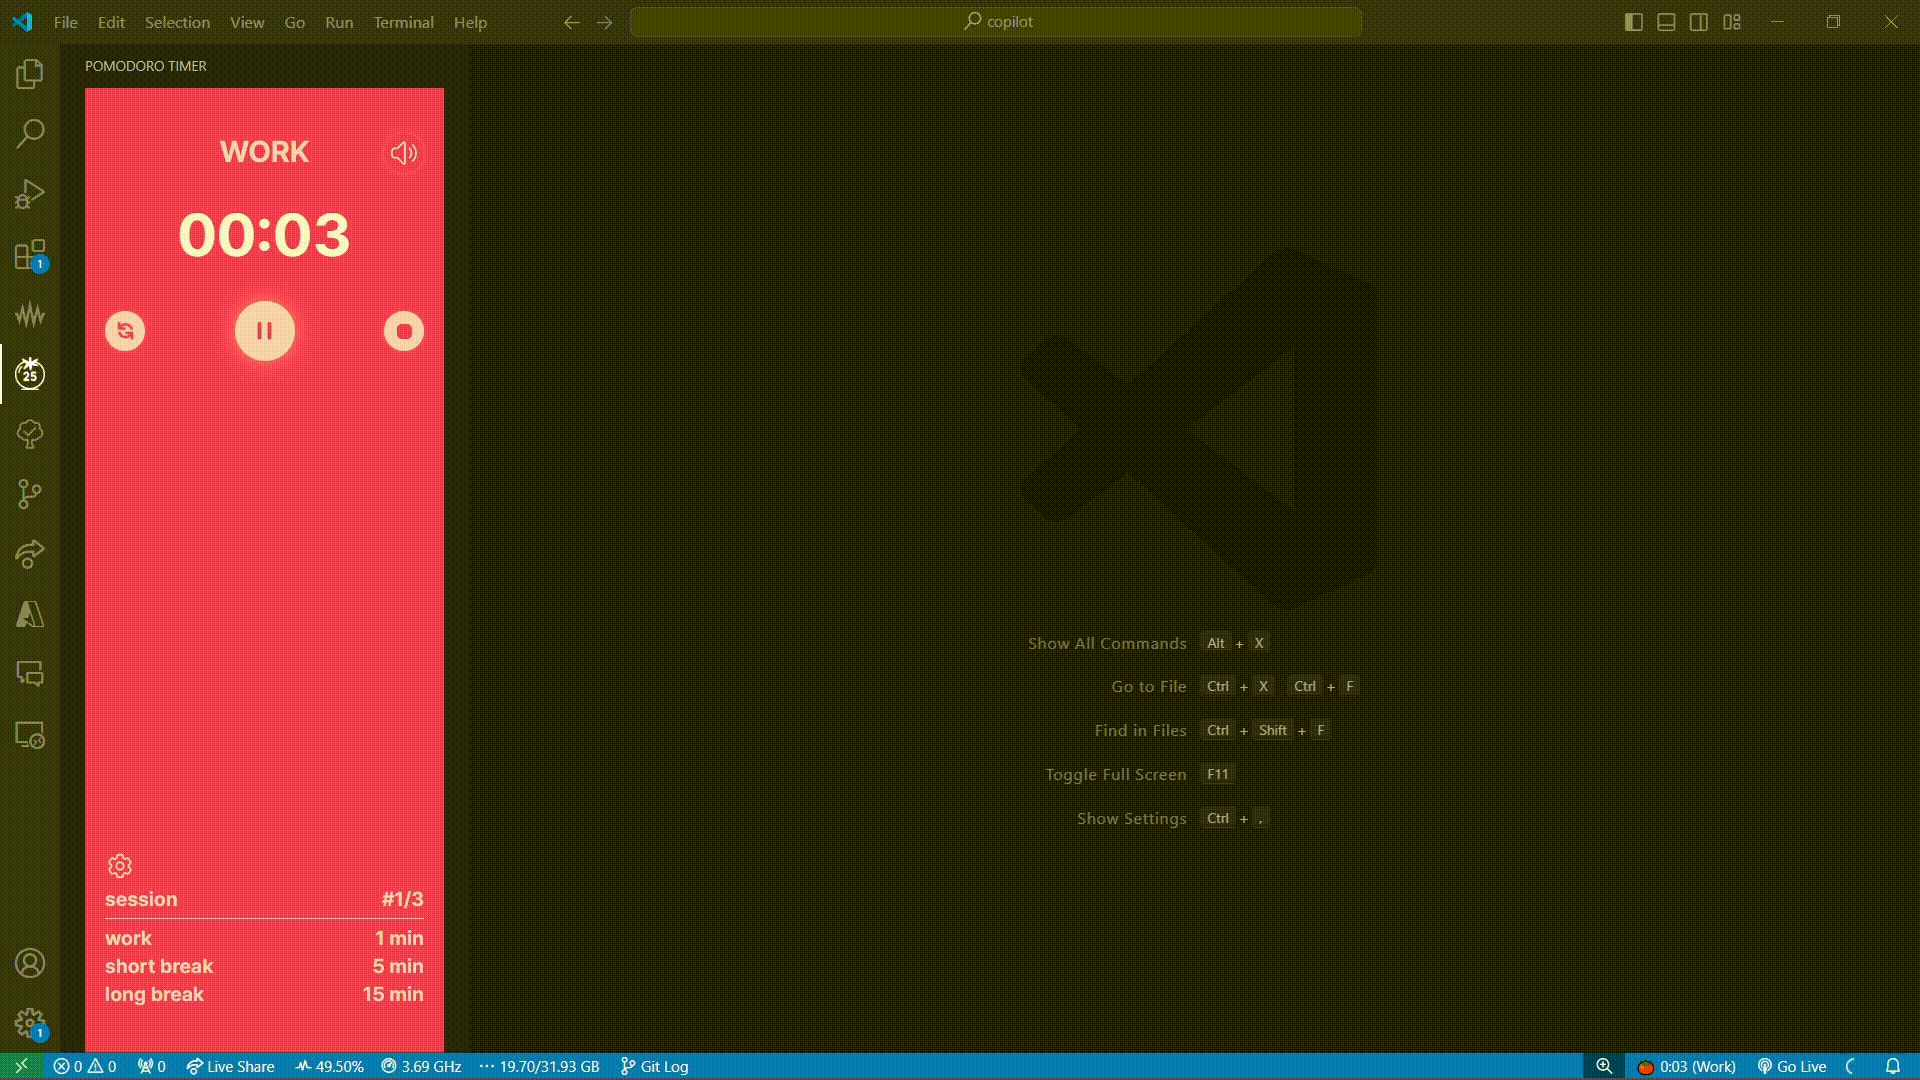 File Edit Selection View Go Run Terminal Help copilot
POMODORO TIMER
WORK
00:03
1
25
session #1/3
work 1 min
short break 5 min
long break 15 min
1
Show All Commands Alt + X
Go to File Ctrl + X Ctrl + F
Find in Files Ctrl + Shift + F
Toggle Full Screen F11
Show Settings Ctrl + ,
0 0 0 Live Share 49.50% 3.69 GHz ··· 19.70/31.93 GB Git Log 0:03 (Work) Go Live